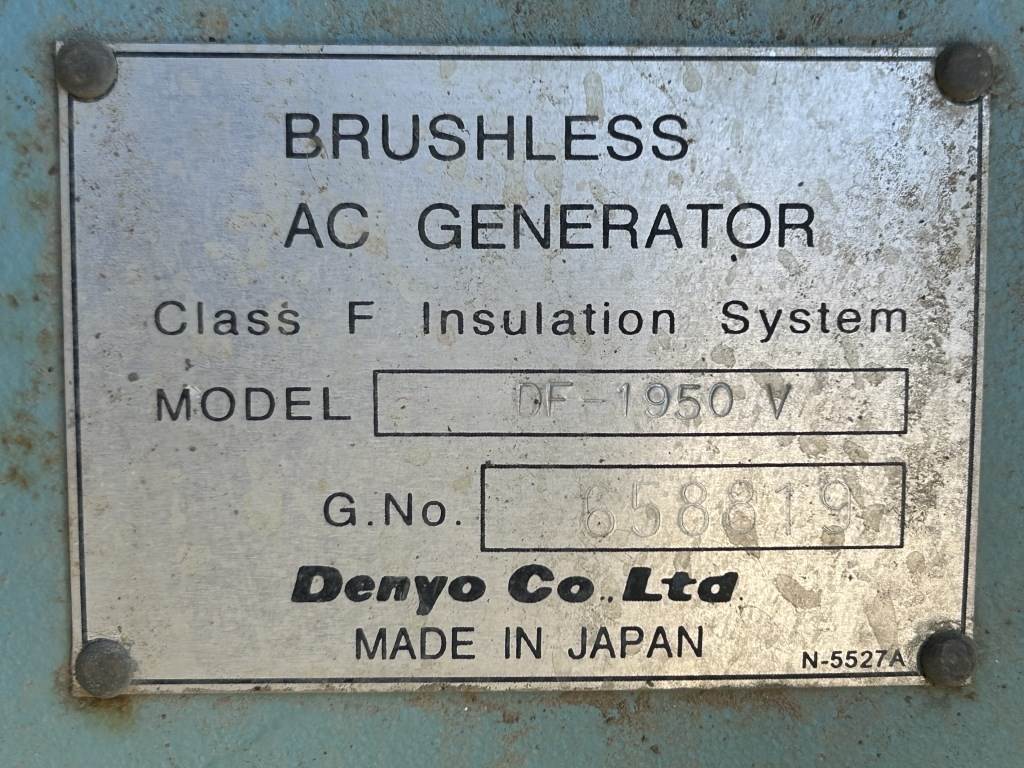 BRUSHLESS
AC GENERATOR
Class F Insulation System
MODEL DF-1950 V
G.No. 658819
Denyo Co.,Ltd.
MADE IN JAPAN
N-5527A